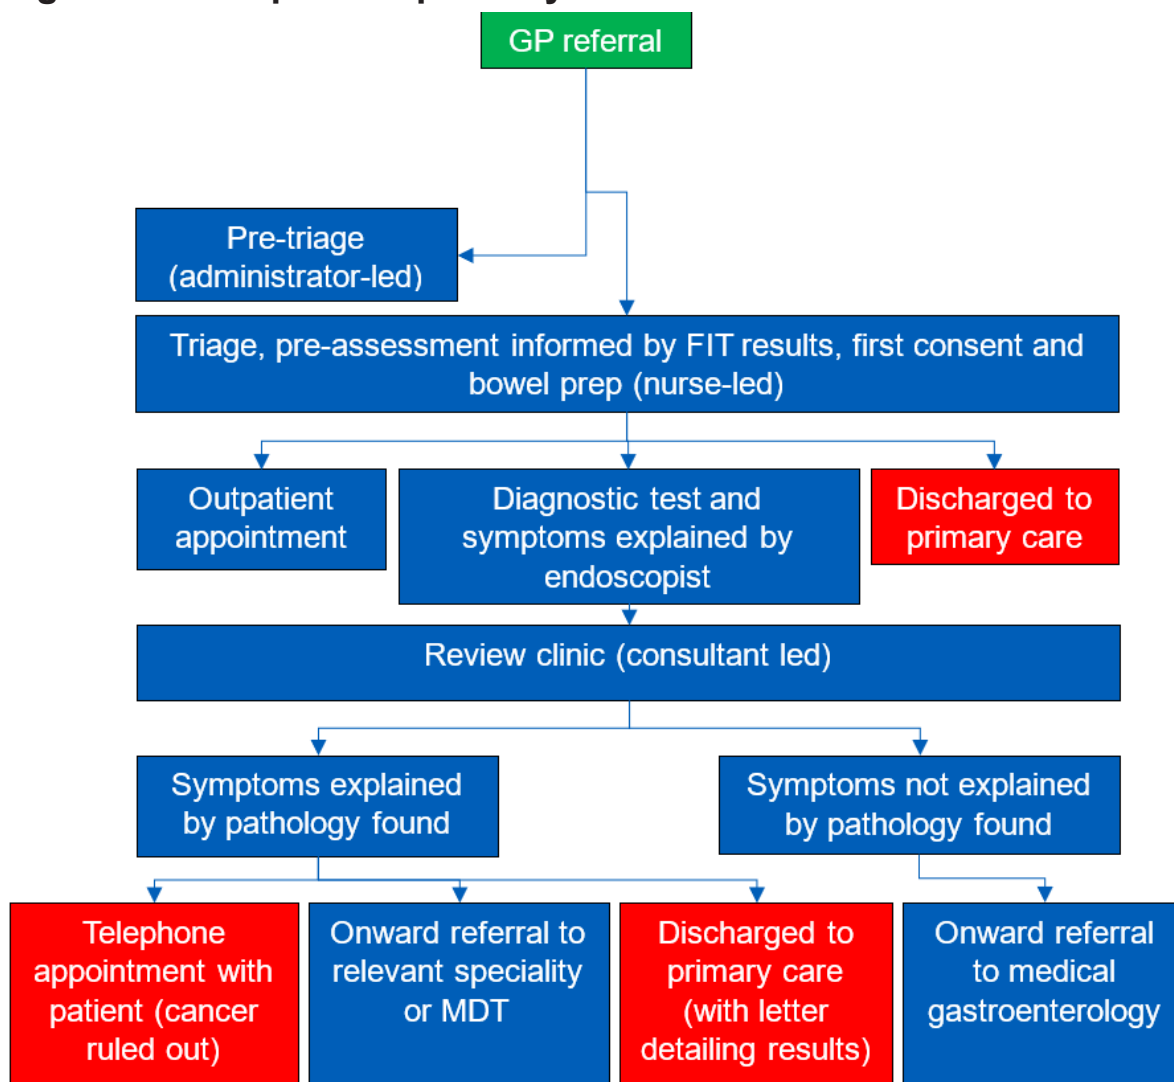 GP referral
Pre-triage
(administrator-led)
Triage, pre-assessment informed by FIT results, first consent and
bowel prep (nurse-led)
Outpatient
appointment
Diagnostic test and
symptoms explained by
endoscopist
Discharged to
primary care
Review clinic (consultant led)
Symptoms explained
by pathology found
Symptoms not explained
by pathology found
Telephone
appointment with
patient (cancer
ruled out)
Onward referral to
relevant speciality
or MDT
Discharged to
primary care
(with letter
detailing results)
Onward referral
to medical
gastroenterology